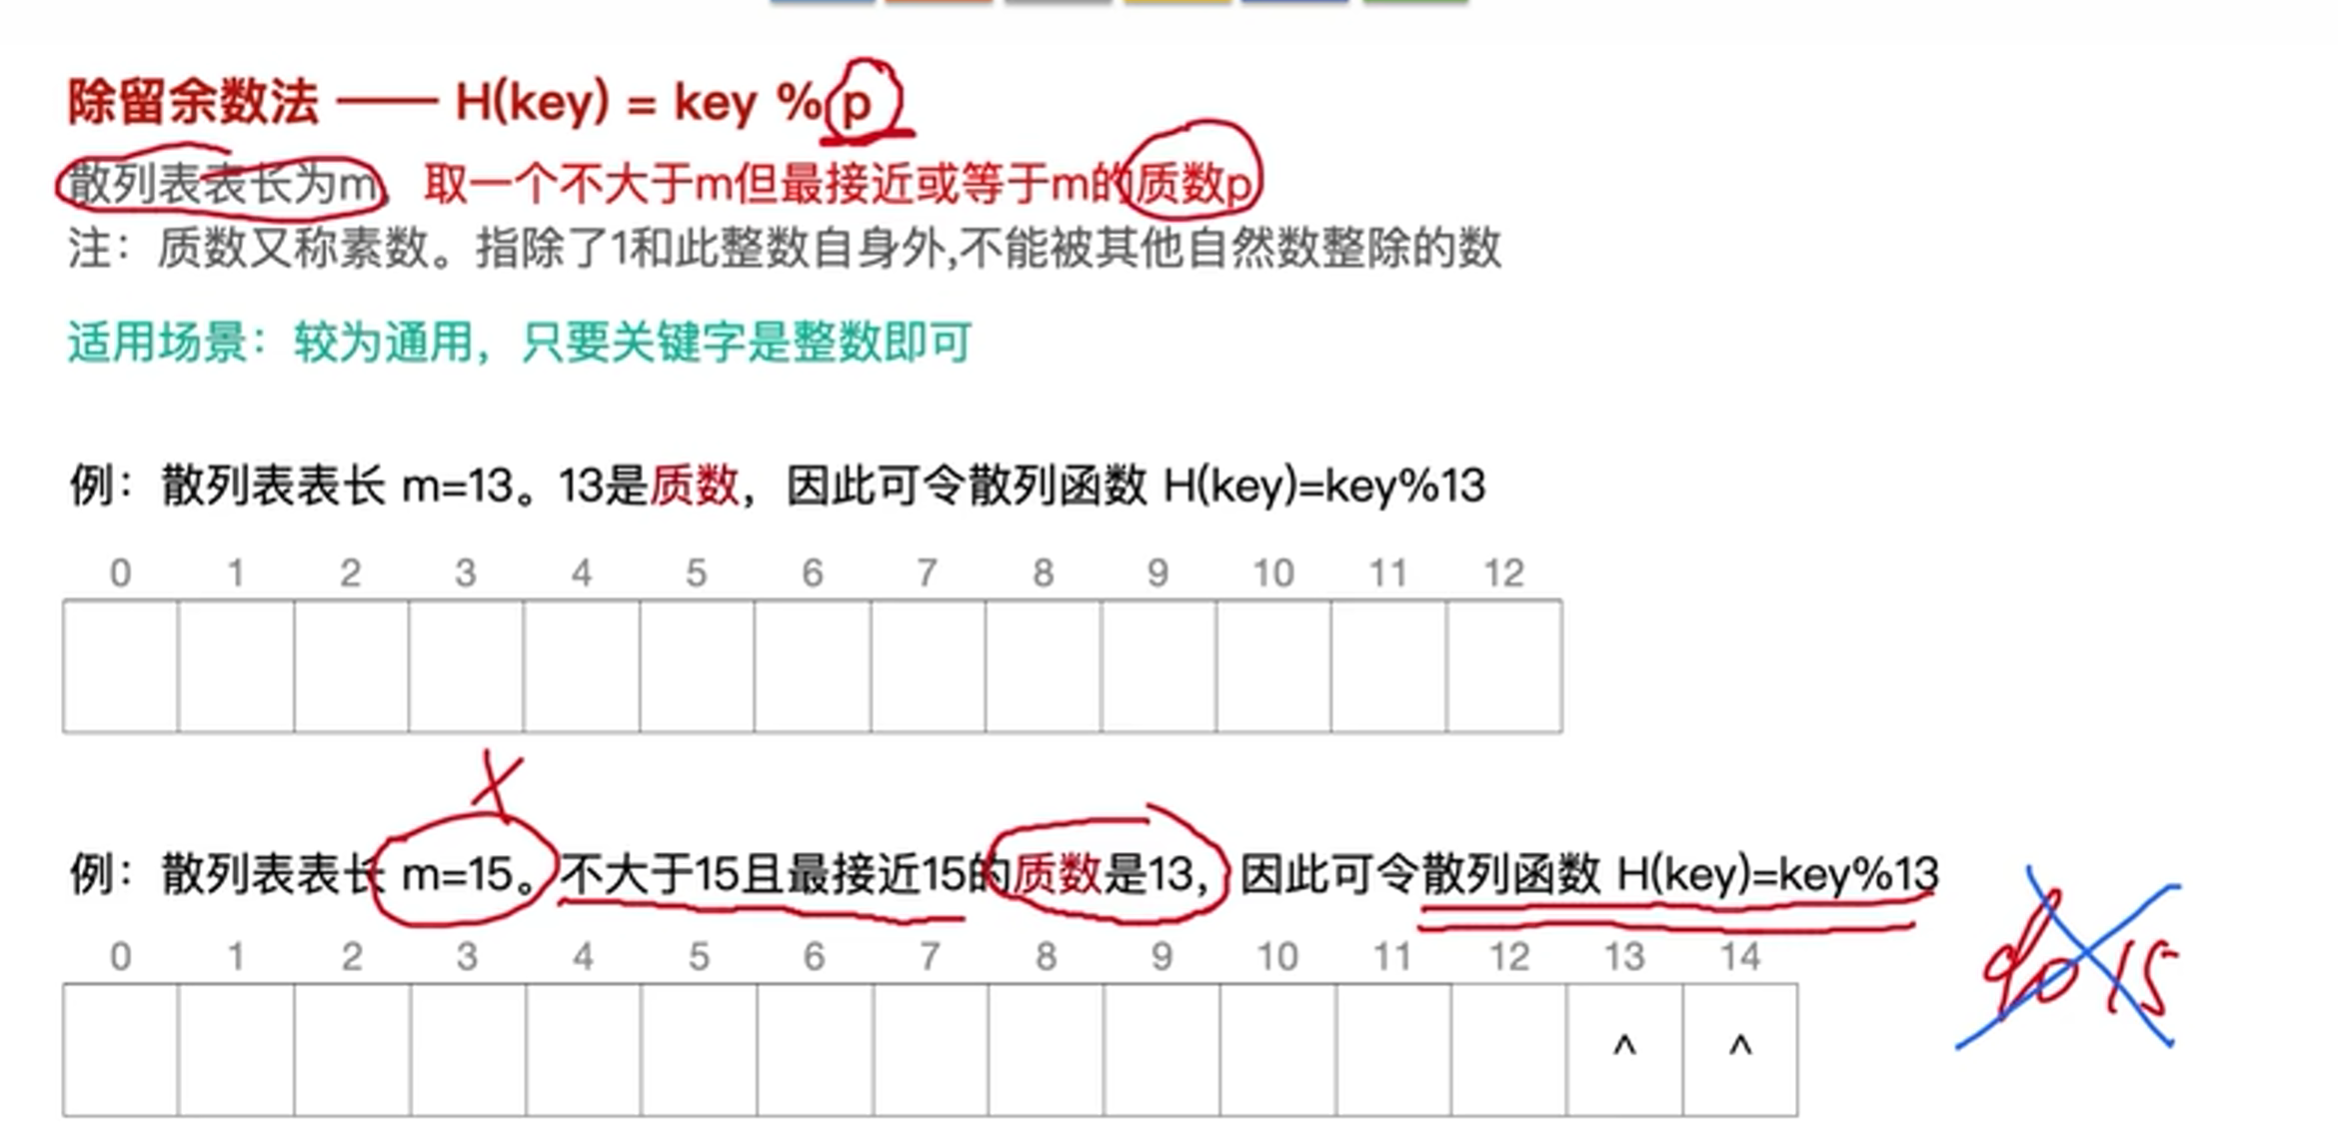 除留余数法 —— H(key) = key % p
散列表表长为m，取一个不大于m但最接近或等于m的质数p
注：质数又称素数。指除了1和此整数自身外,不能被其他自然数整除的数
适用场景：较为通用，只要关键字是整数即可
例：散列表表长 m=13。13是质数，因此可令散列函数 H(key)=key%13
0 1 2 3 4 5 6 7 8 9 10 11 12
例：散列表表长 m=15。不大于15且最接近15的质数是13，因此可令散列函数 H(key)=key%13
%15
0 1 2 3 4 5 6 7 8 9 10 11 12 13 14
^ ^